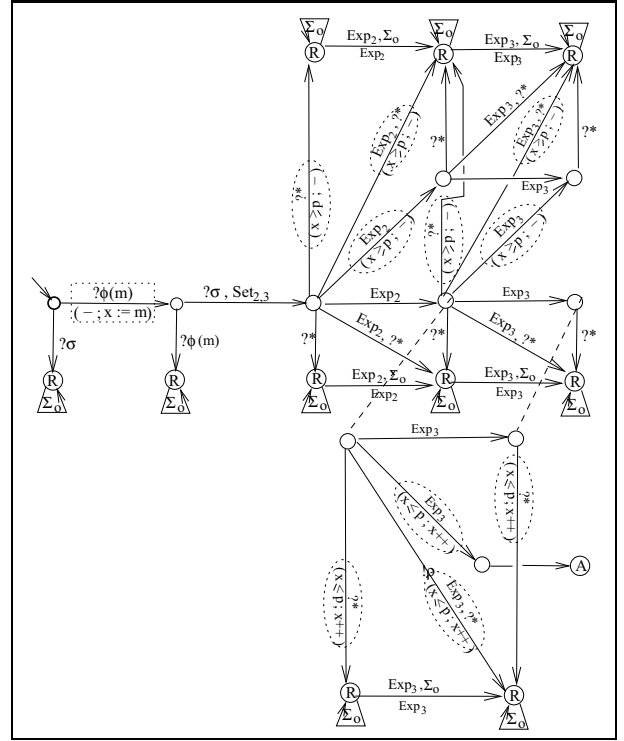 Σo Σo Σo
R Exp2, Σo R Exp3, Σo R
Exp2 Exp3
Exp2, ?* (x ≥ p ; −)
Exp3, ?*
Exp3, ?* (x ≥ p ; −)
?* ?*
?* (x ≥ p ; −)
Exp3
Exp2 (x ≥ p ; −)
?* (x ≥ p ; −)
Exp3 (x ≥ p ; −)
?φ(m) ?σ , Set2,3 Exp2 Exp3
( − ; x := m)
?σ ?φ(m) ?* Exp2, ?* ?* Exp3, ?* ?*
R R R Exp2, Σo R Exp3, Σo R
Σo Σo Σo Exp2 Σo Exp3 Σo
Exp3
Exp3 (x ≤ p ; x++)
?* (x < p ; x++)
A
?* (x < p ; x++)
!ρ Exp3, ?* (x ≤ p ; x++)
R Exp3, Σo R
Σo Exp3 Σo